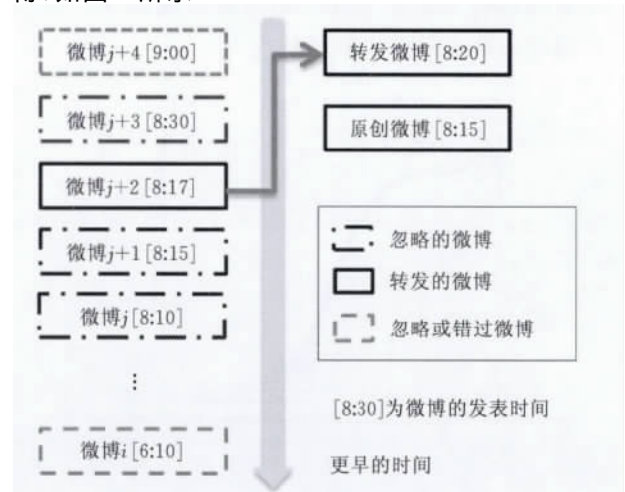 微博j+4[9:00]
微博j+3[8:30]
微博j+2[8:17]
微博j+1[8:15]
微博j[8:10]
⋮
微博i[6:10]
转发微博[8:20]
原创微博[8:15]
忽略的微博
转发的微博
忽略或错过微博
[8:30]为微博的发表时间
更早的时间